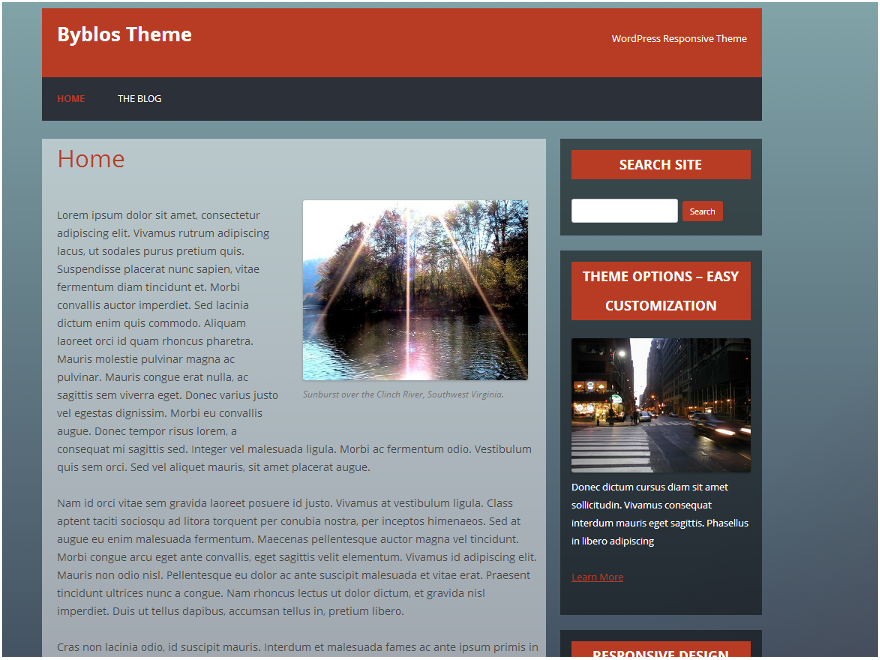 Byblos Theme
WordPress Responsive Theme
HOME
THE BLOG
Home
Lorem ipsum dolor sit amet, consectetur
adipiscing elit. Vivamus rutrum adipiscing
lacus, ut sodales purus pretium quis.
Suspendisse placerat nunc sapien, vitae
fermentum diam tincidunt et. Morbi
convallis auctor imperdiet. Sed lacinia
dictum enim quis commodo. Aliquam
laoreet orci id quam rhoncus pharetra.
Mauris molestie pulvinar magna ac
pulvinar. Mauris congue erat nulla, ac
sagittis sem viverra eget. Donec varius justo
vel egestas dignissim. Morbi eu convallis
augue. Donec tempor risus lorem, a
consequat mi sagittis sed. Integer vel malesuada ligula. Morbi ac fermentum odio. Vestibulum
quis sem orci. Sed vel aliquet mauris, sit amet placerat augue.
Sunburst over the Clinch River, Southwest Virginia.
Nam id orci vitae sem gravida laoreet posuere id justo. Vivamus at vestibulum ligula. Class
aptent taciti sociosqu ad litora torquent per conubia nostra, per inceptos himenaeos. Sed at
augue eu enim malesuada fermentum. Maecenas pellentesque auctor magna vel tincidunt.
Morbi congue arcu eget ante convallis, eget sagittis velit elementum. Vivamus id adipiscing elit.
Mauris non odio nisl. Pellentesque eu dolor ac ante suscipit malesuada et vitae erat. Praesent
tincidunt ultrices nunc a congue. Nam rhoncus lectus ut dolor dictum, et gravida nisl
imperdiet. Duis ut tellus dapibus, accumsan tellus in, pretium libero.
Cras non lacinia odio, id suscipit mauris. Interdum et malesuada fames ac ante ipsum primis in
SEARCH SITE
Search
THEME OPTIONS – EASY
CUSTOMIZATION
Donec dictum cursus diam sit amet
sollicitudin. Vivamus consequat
interdum mauris eget sagittis. Phasellus
in libero adipiscing
Learn More
RESPONSIVE DESIGN